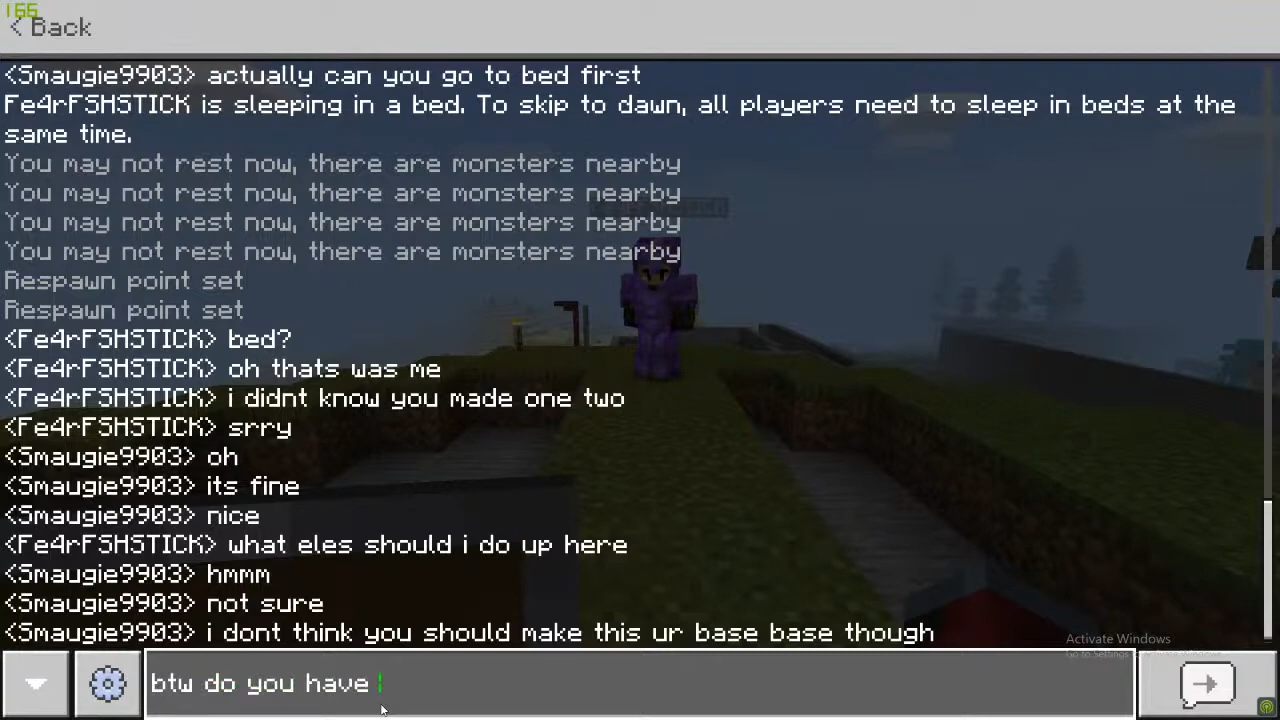 166
< Back
<Smaugie9903> actually can you go to bed first
Fe4rFSHSTICK is sleeping in a bed. To skip to dawn, all players need to sleep in beds at the
same time.
You may not rest now, there are monsters nearby
You may not rest now, there are monsters nearby
You may not rest now, there are monsters nearby
You may not rest now, there are monsters nearby
Respawn point set
Respawn point set
<Fe4rFSHSTICK> bed?
<Fe4rFSHSTICK> oh thats was me
<Fe4rFSHSTICK> i didnt know you made one two
<Fe4rFSHSTICK> srry
<Smaugie9903> oh
<Smaugie9903> its fine
<Smaugie9903> nice
<Fe4rFSHSTICK> what eles should i do up here
<Smaugie9903> hmmm
<Smaugie9903> not sure
<Smaugie9903> i dont think you should make this ur base base though
Activate Windows
Go to Settings
btw do you have